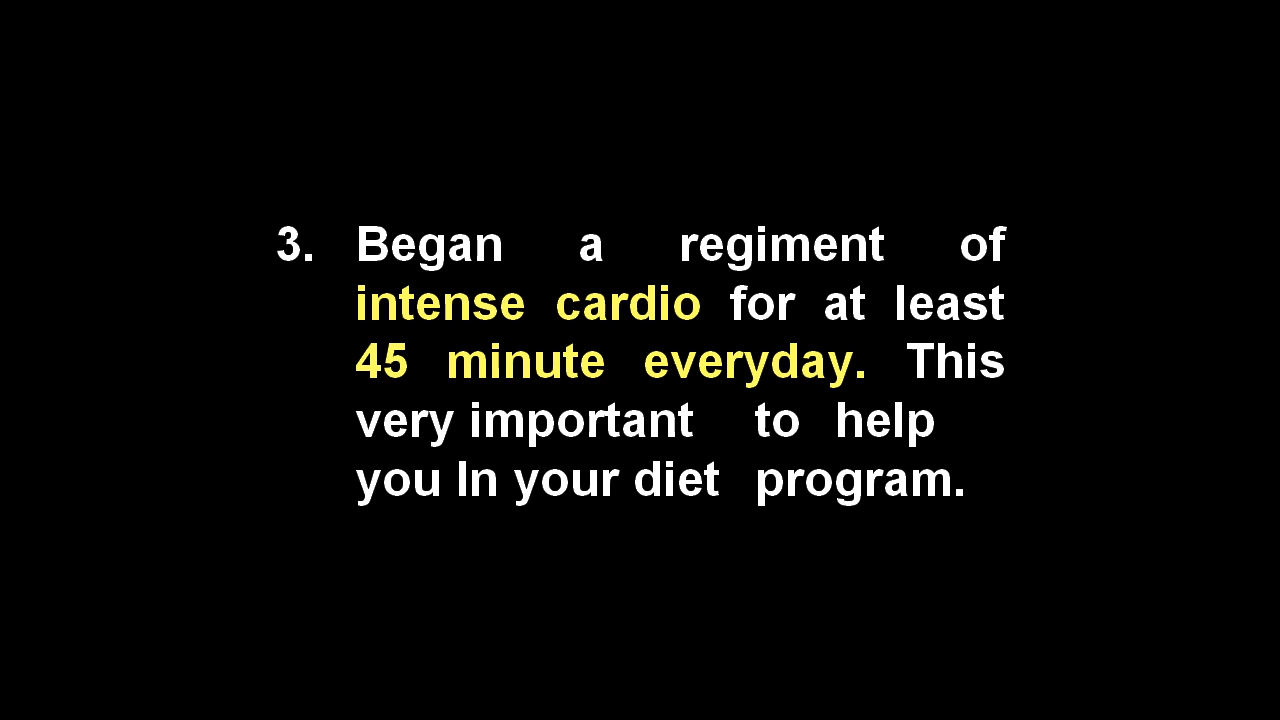 3. Began a regiment of
intense cardio for at least
45 minute everyday. This
very important to help
you In your diet program.